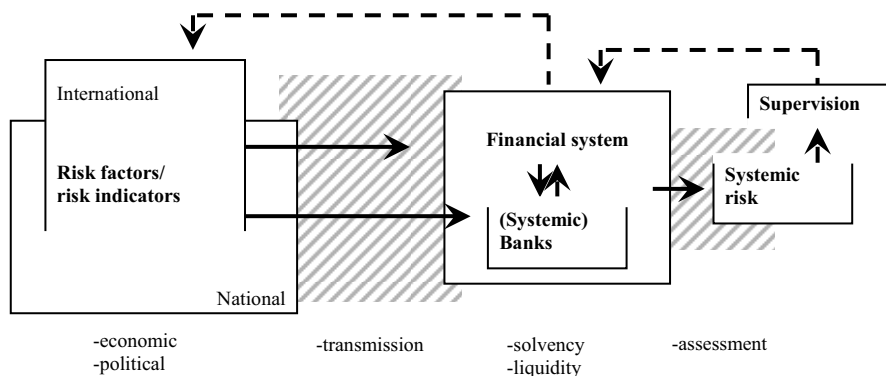 International
Risk factors/
risk indicators
National
Financial system
(Systemic)
Banks
Supervision
Systemic
risk
-economic
-political
-transmission
-solvency
-liquidity
-assessment